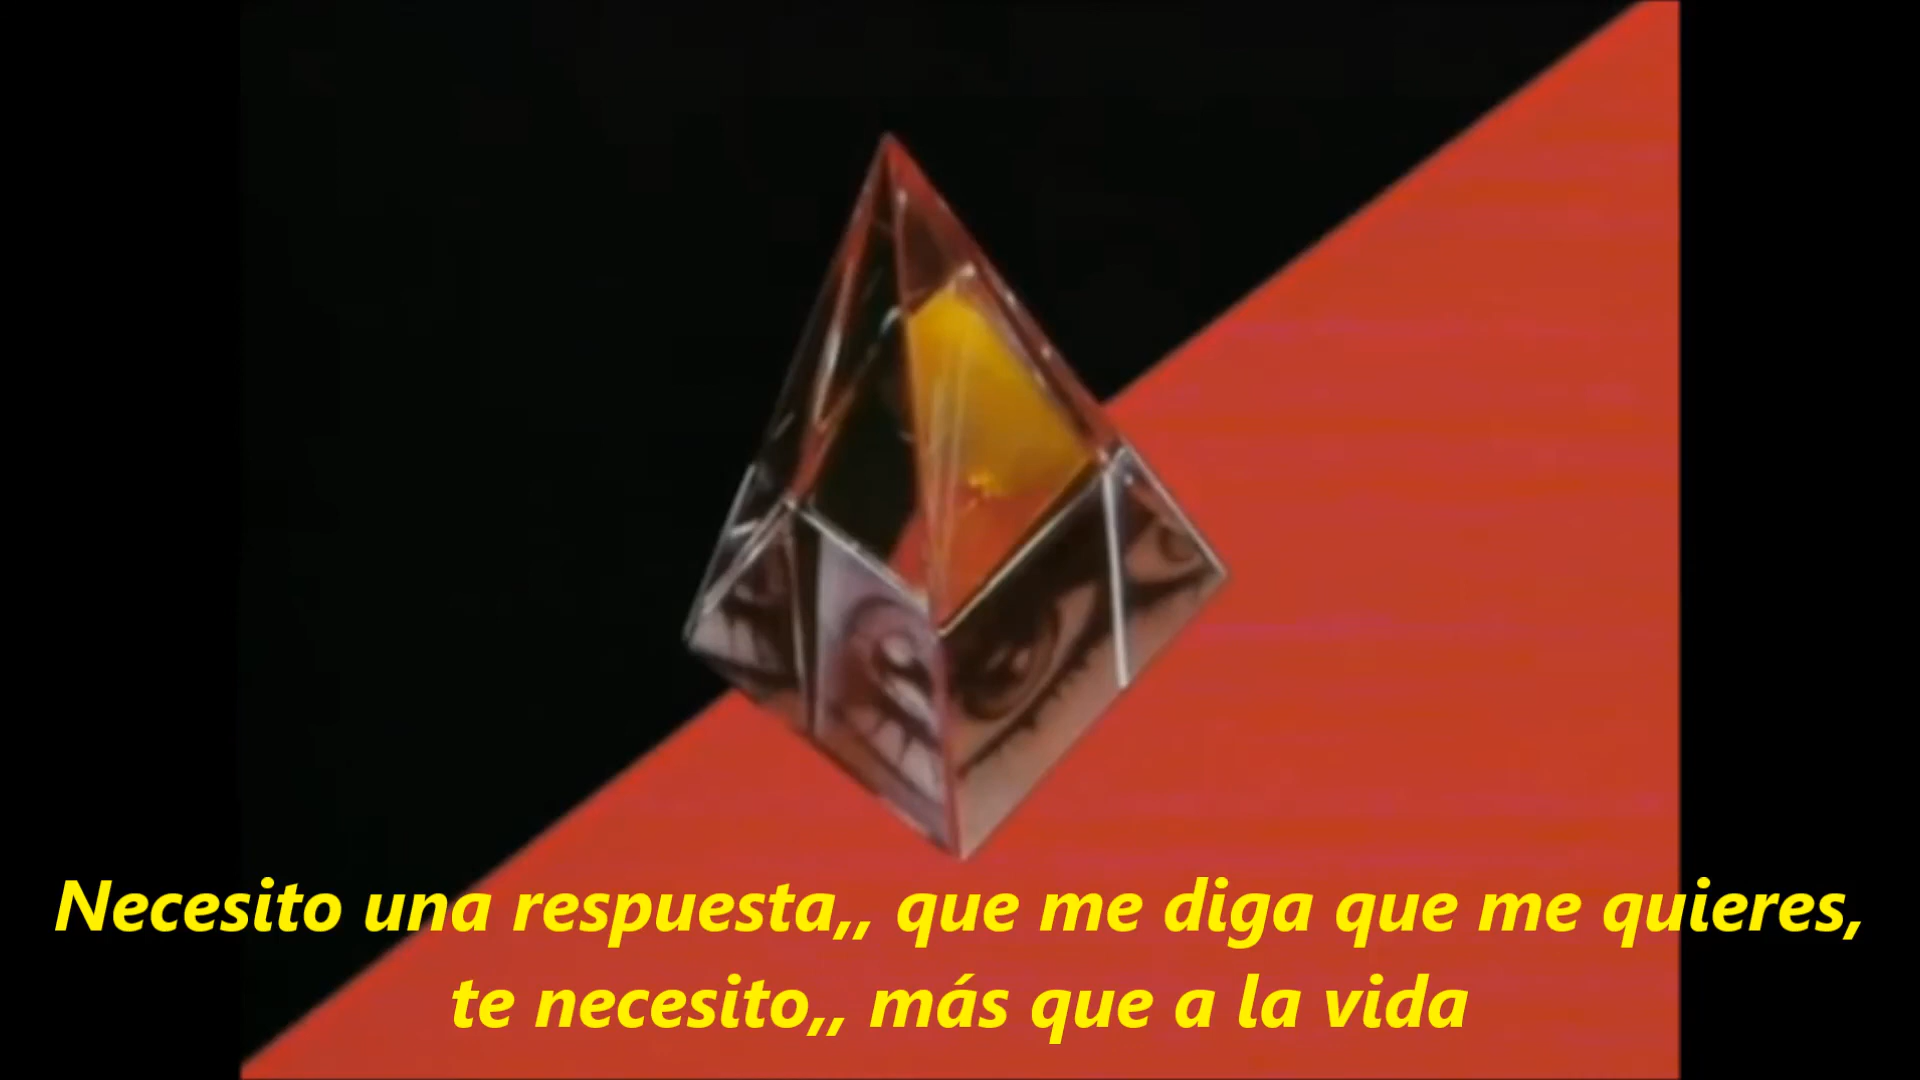 Necesito una respuesta,, que me diga que me quieres,
te necesito,, más que a la vida